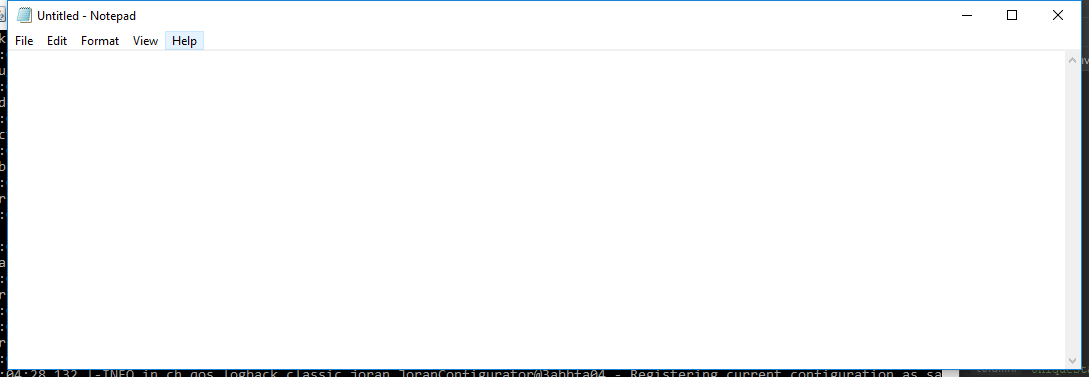 Untitled - Notepad
File Edit Format View Help
:04:28,132 |-INFO in ch.qos.logback.classic.joran.JoranConfigurator@3abbfa04 - Registering current configuration as sa